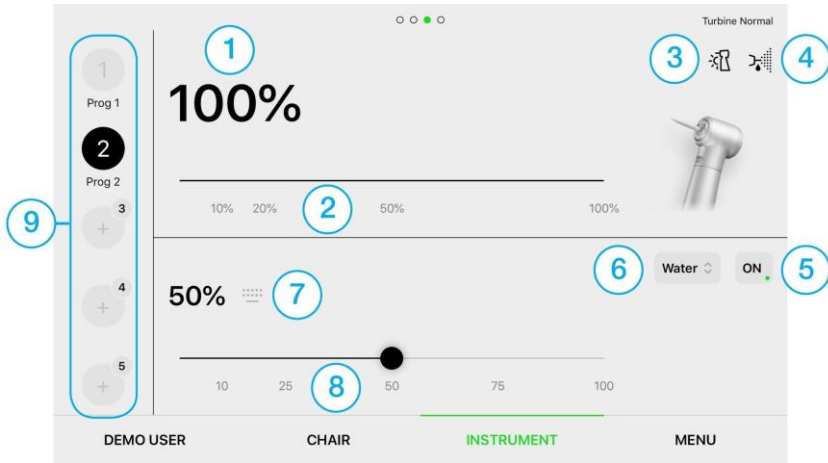 Turbine Normal
1
3
4
1
Prog 1
100%
2
Prog 2
10% 20% 2 50% 100%
3
9
6 Water ON 5
50% 7
4
5
10 25 8 50 75 100
DEMO USER CHAIR INSTRUMENT MENU